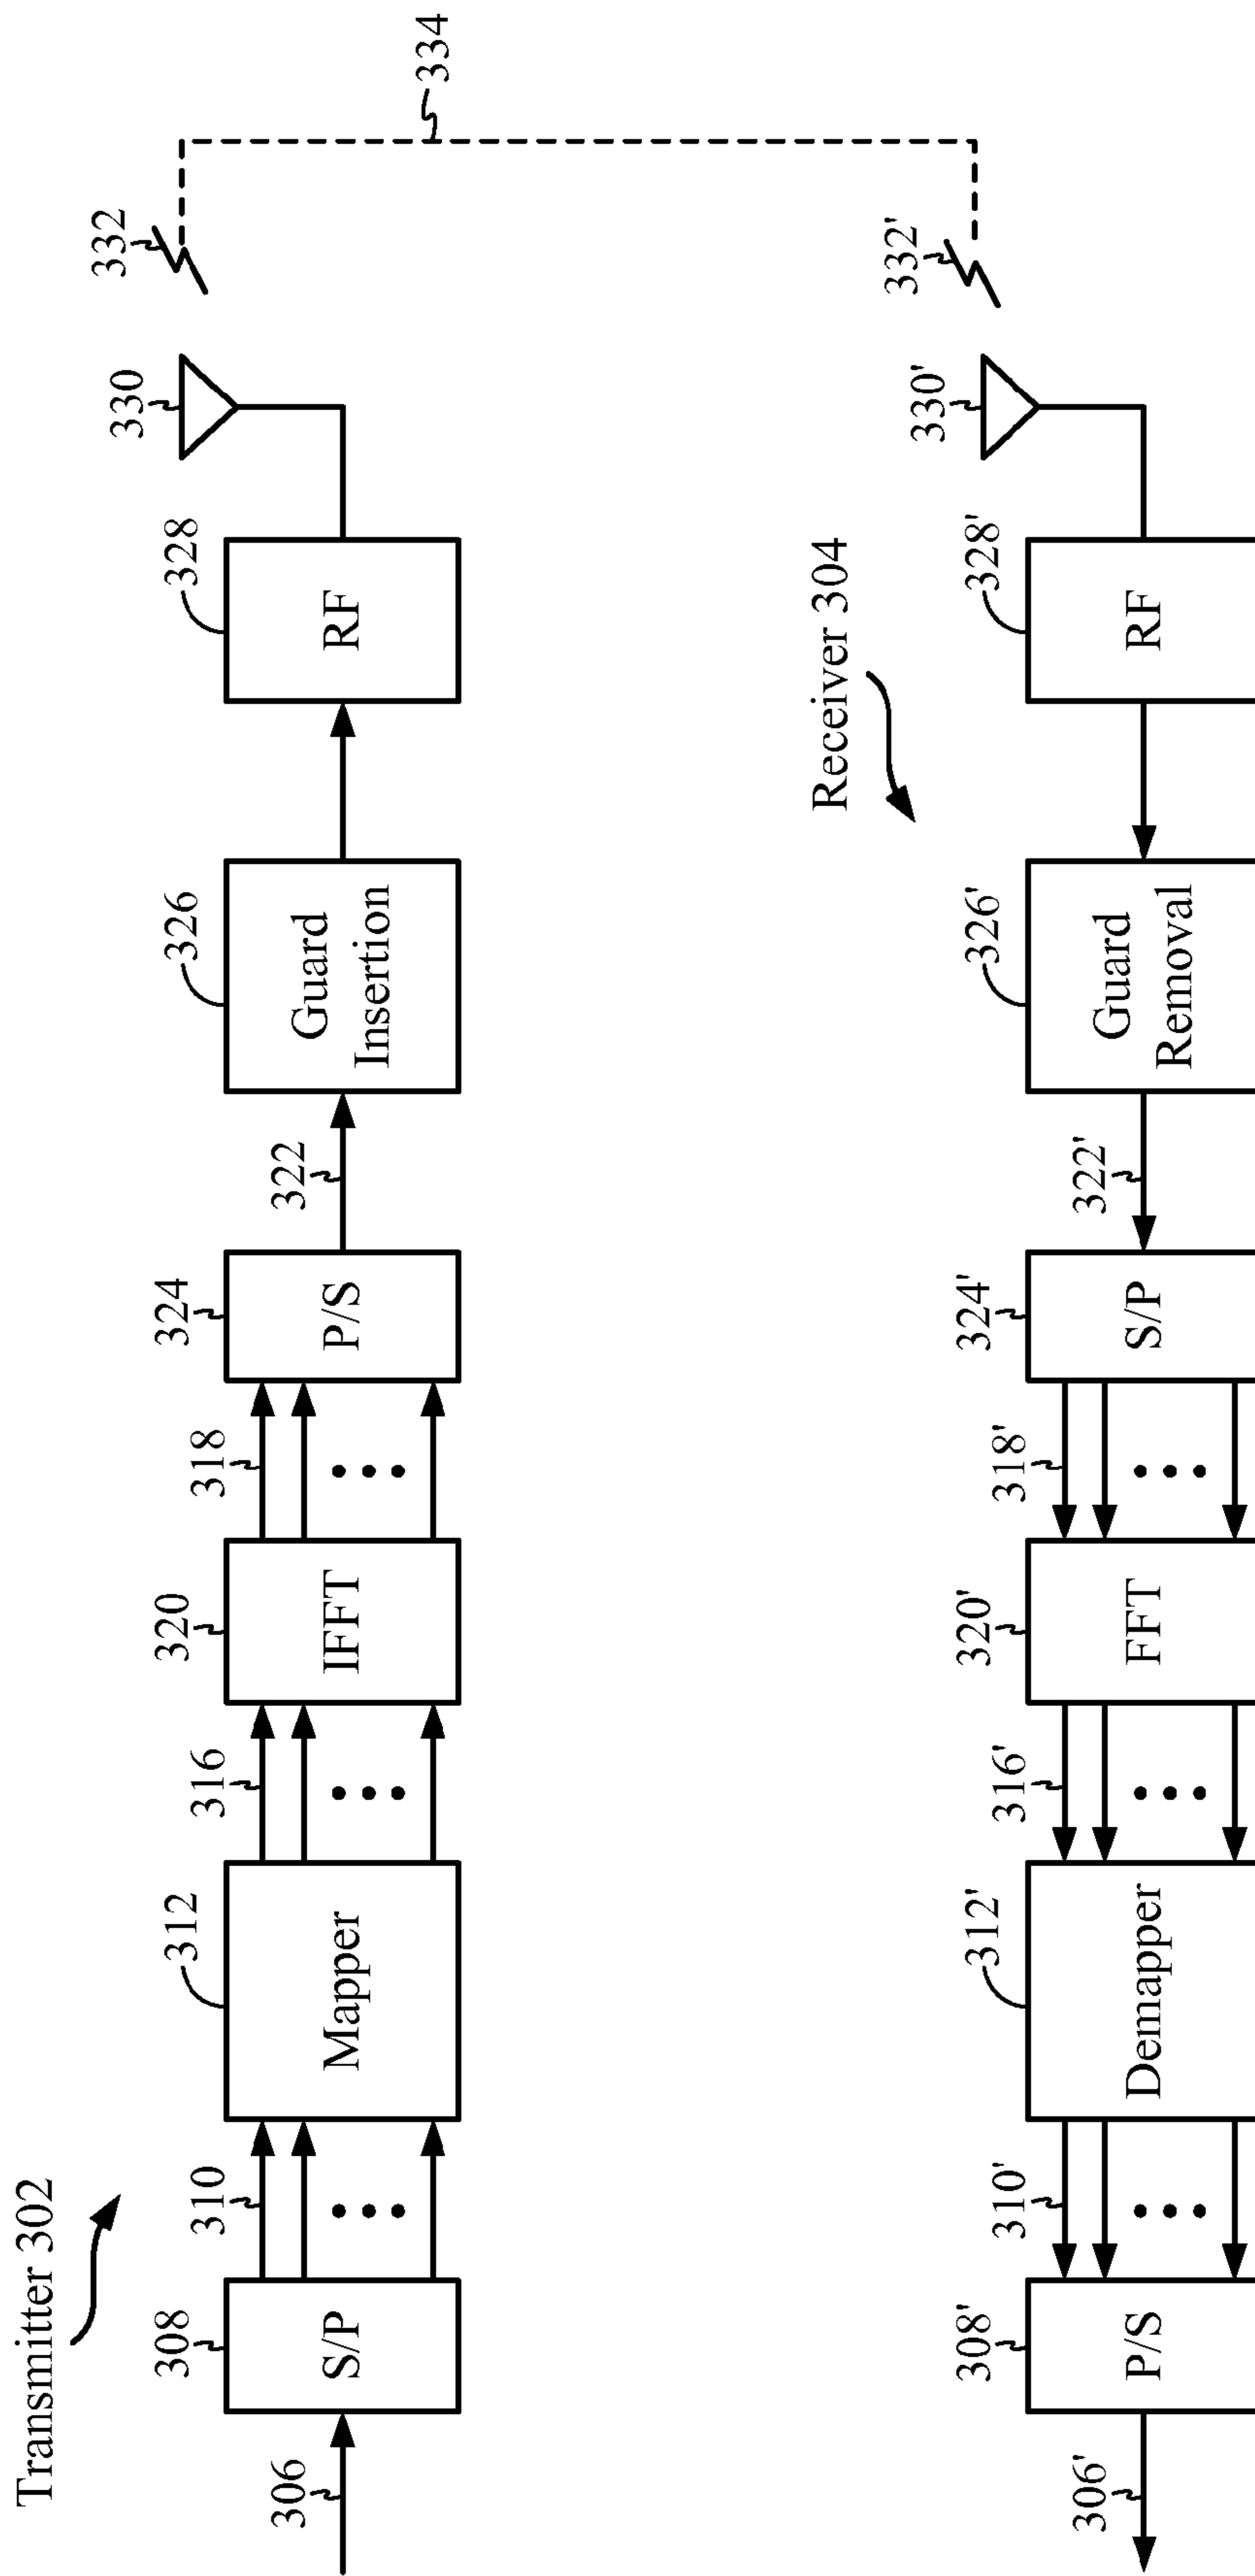 Transmitter 302
306
308
S/P
310
312
Mapper
316
320
IFFT
318
324
P/S
322
326
Guard
Insertion
328
RF
330
332
334
Receiver 304
306'
308'
P/S
310'
312'
Demapper
316'
320'
FFT
318'
324'
S/P
322'
326'
Guard
Removal
328'
RF
330'
332'